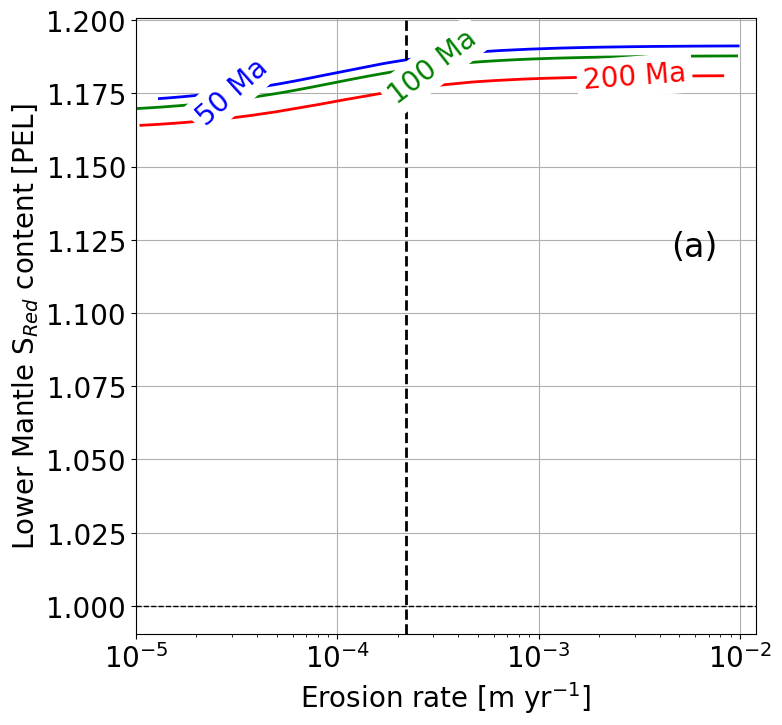 1.200
1.175
1.150
1.125
1.100
1.075
1.050
1.025
1.000
Lower Mantle S_Red content [PEL]
50 Ma
100 Ma
200 Ma
(a)
10⁻⁵ 10⁻⁴ 10⁻³ 10⁻²
Erosion rate [m yr⁻¹]